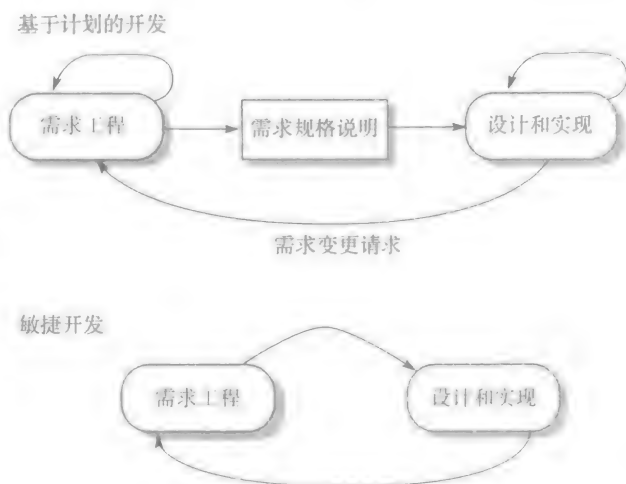 基于计划的开发
需求工程
需求规格说明
设计和实现
需求变更请求
敏捷开发
需求工程
设计和实现